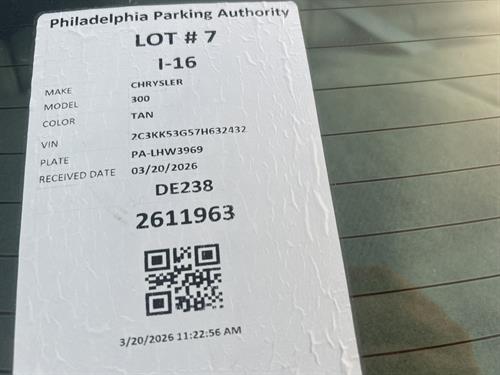 Philadelphia Parking Authority
LOT # 7
I-16
MAKE CHRYSLER
MODEL 300
COLOR TAN
VIN 2C3KK53G57H632432
PLATE PA-LHW3969
RECEIVED DATE 03/20/2026
DE238
2611963
3/20/2026 11:22:56 AM